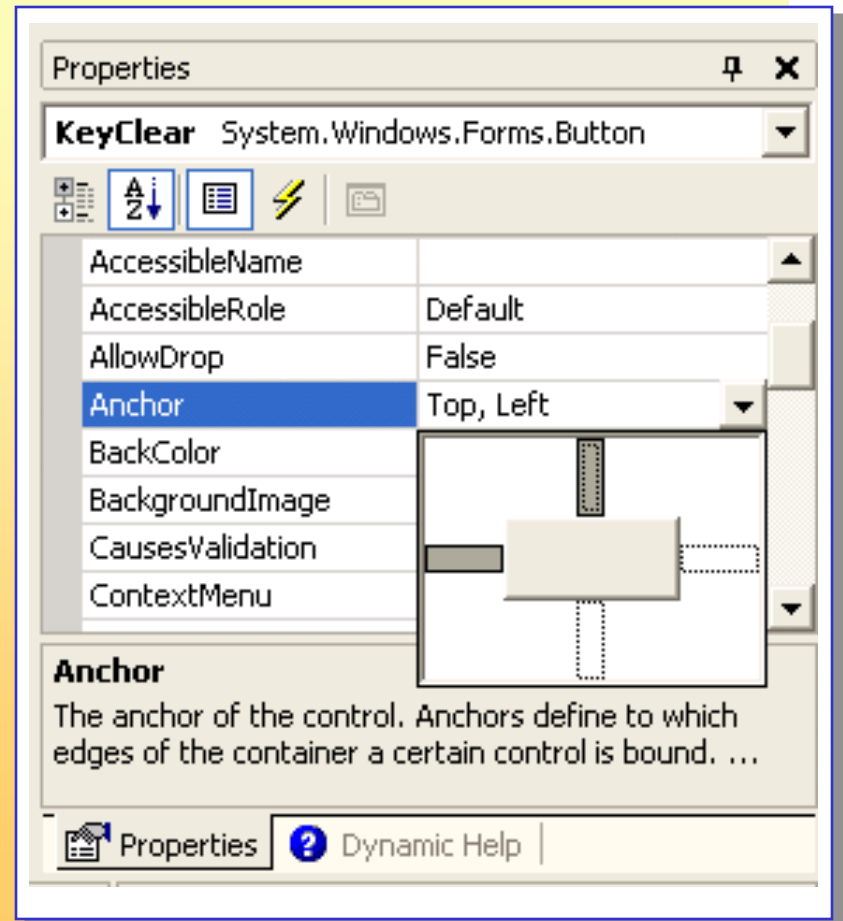 Properties
KeyClear System.Windows.Forms.Button
A
Z
AccessibleName
AccessibleRole Default
AllowDrop False
Anchor Top, Left
BackColor
BackgroundImage
CausesValidation
ContextMenu
Anchor
The anchor of the control. Anchors define to which
edges of the container a certain control is bound. ...
Properties ? Dynamic Help